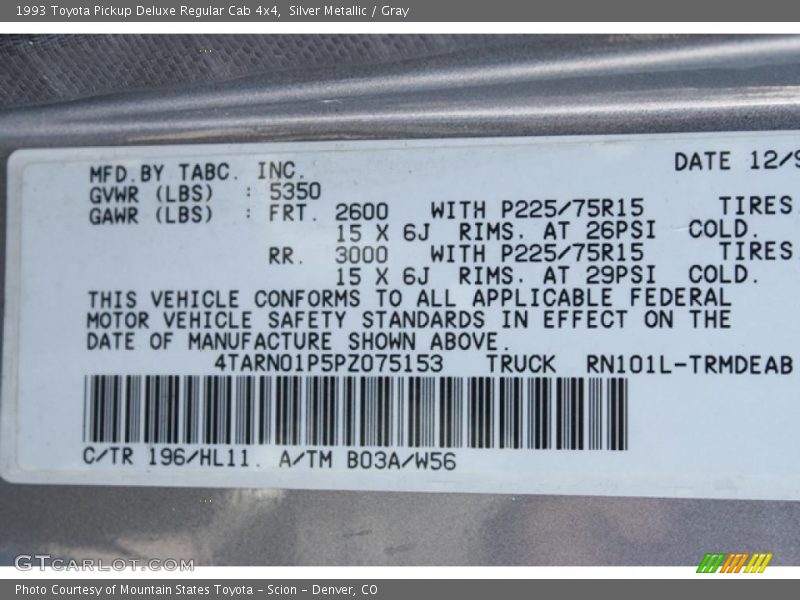 1993 Toyota Pickup Deluxe Regular Cab 4x4, Silver Metallic / Gray
MFD.BY TABC. INC. DATE 12/9
GVWR (LBS) : 5350
GAWR (LBS) : FRT. 2600 WITH P225/75R15 TIRES
15 X 6J RIMS. AT 26PSI COLD.
RR. 3000 WITH P225/75R15 TIRES
15 X 6J RIMS. AT 29PSI COLD.
THIS VEHICLE CONFORMS TO ALL APPLICABLE FEDERAL
MOTOR VEHICLE SAFETY STANDARDS IN EFFECT ON THE
DATE OF MANUFACTURE SHOWN ABOVE.
4TARN01P5PZ075153 TRUCK RN101L-TRMDEAB
C/TR 196/HL11. A/TM B03A/W56
GTCARLOT.COM
Photo Courtesy of Mountain States Toyota - Scion - Denver, CO